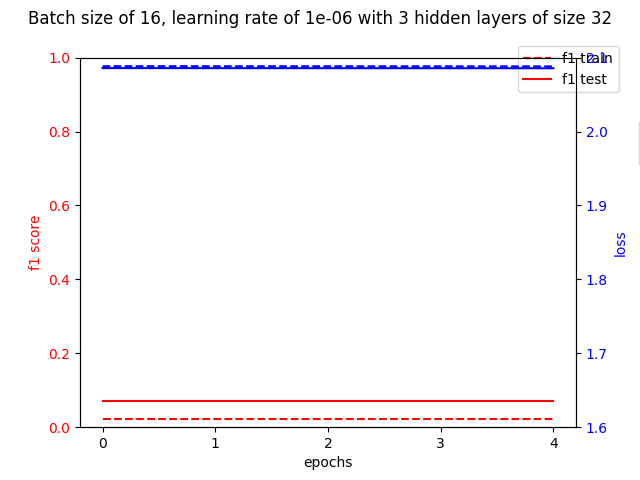 Batch size of 16, learning rate of 1e-06 with 3 hidden layers of size 32
f1 train
f1 test
1.0
0.8
0.6
0.4
0.2
0.0
f1 score
2.1
2.0
1.9
1.8
1.7
1.6
loss
0 1 2 3 4
epochs